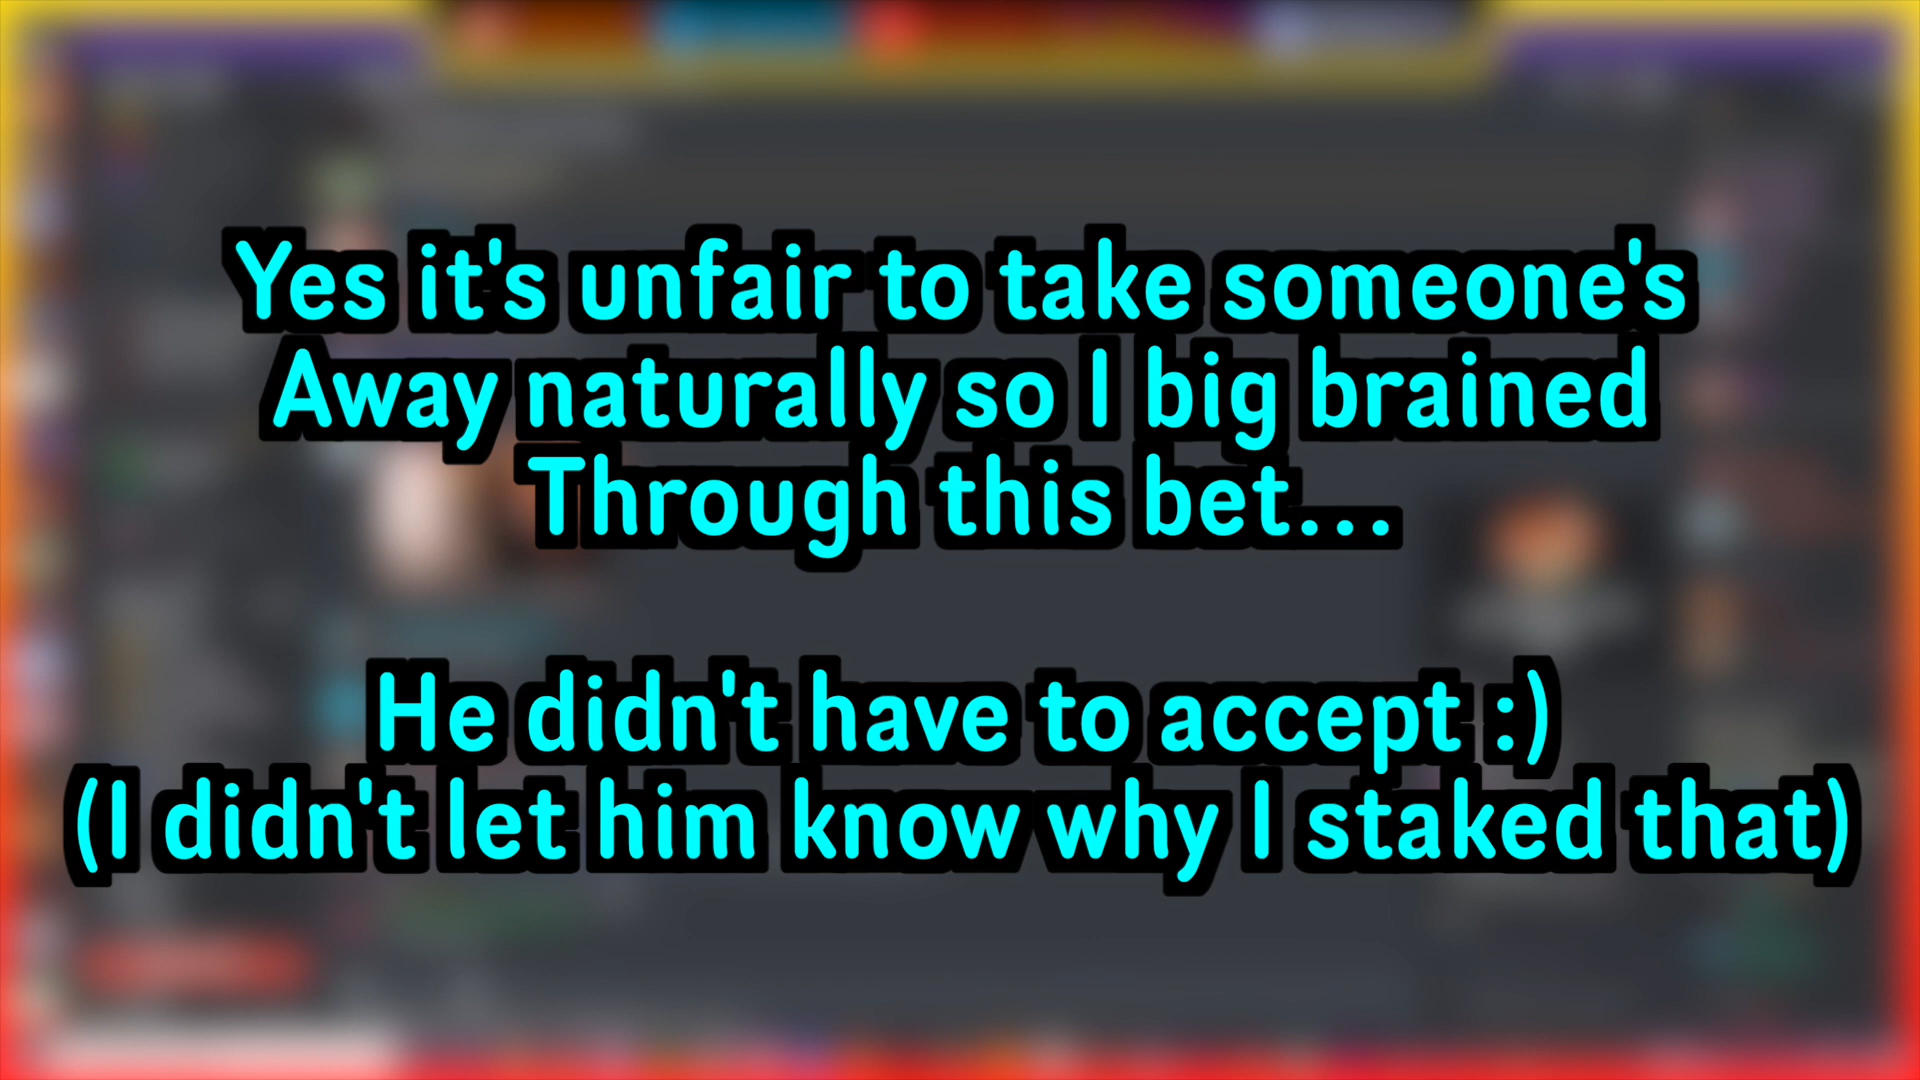 Yes it's unfair to take someone's
Away naturally so I big brained
Through this bet...
He didn't have to accept :)
(I didn't let him know why I staked that)